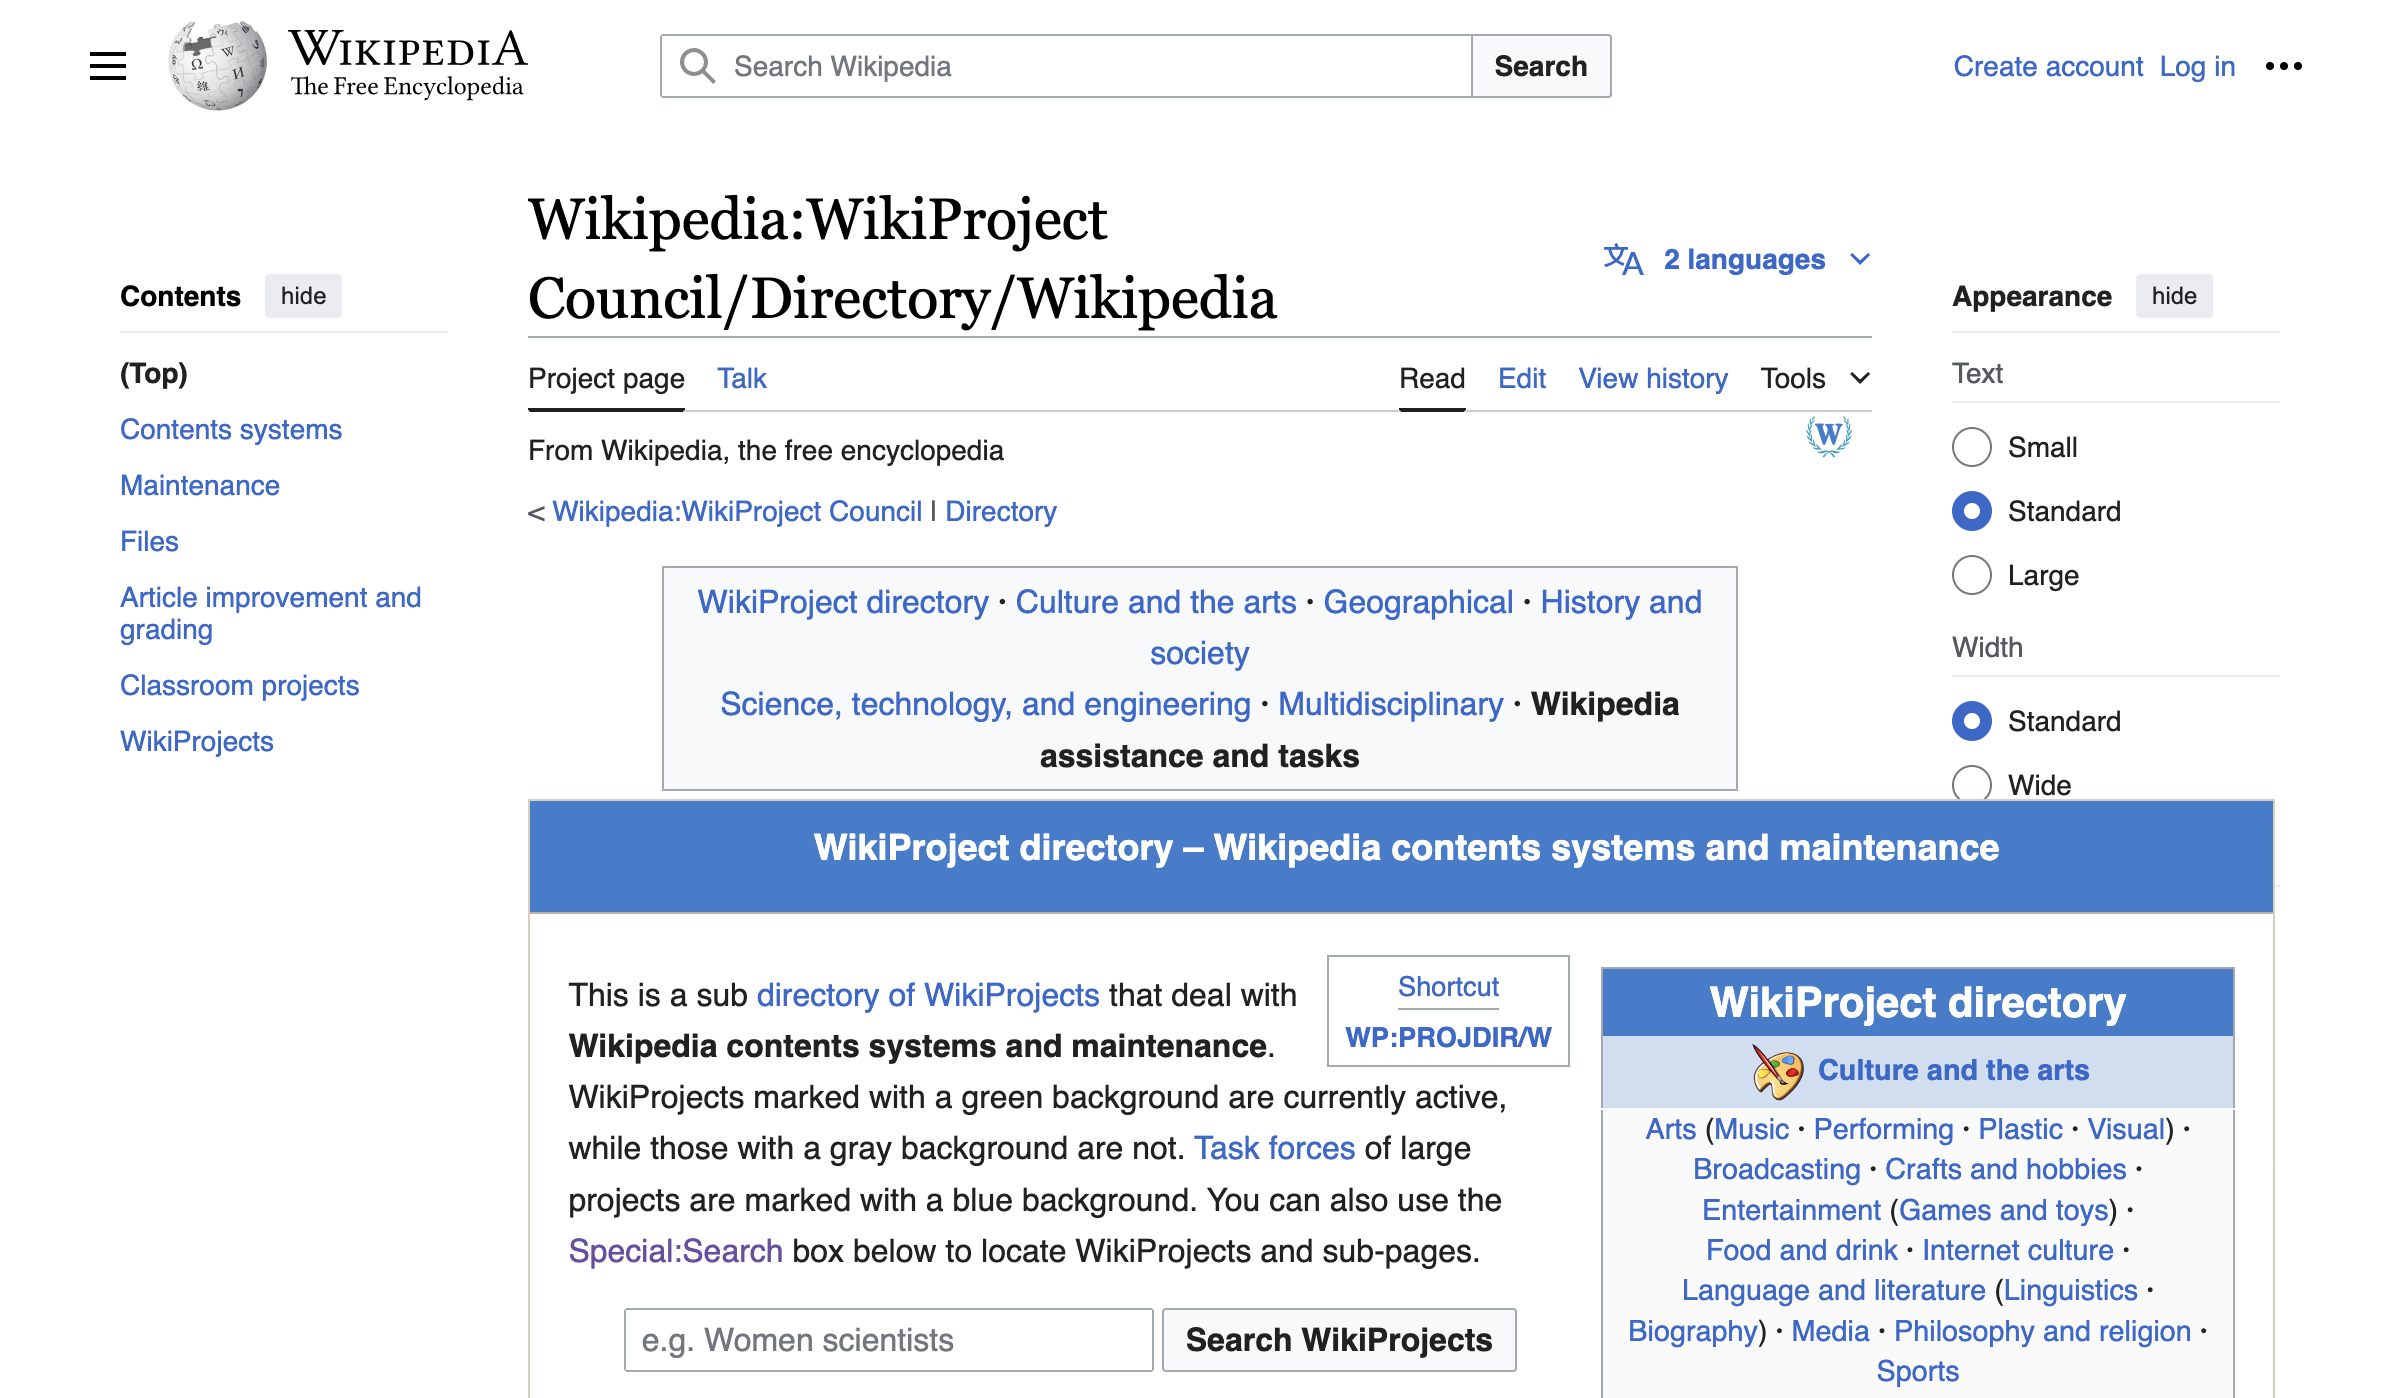 WIKIPEDIA
The Free Encyclopedia
Search Wikipedia
Search
Create account
Log in
Contents
hide
(Top)
Contents systems
Maintenance
Files
Article improvement and
grading
Classroom projects
WikiProjects
Wikipedia:WikiProject
Council/Directory/Wikipedia
2 languages
Project page
Talk
Read
Edit
View history
Tools
From Wikipedia, the free encyclopedia
< Wikipedia:WikiProject Council | Directory
WikiProject directory · Culture and the arts · Geographical · History and
society
Science, technology, and engineering · Multidisciplinary · Wikipedia
assistance and tasks
Appearance
hide
Text
Small
Standard
Large
Width
Standard
Wide
WikiProject directory – Wikipedia contents systems and maintenance
This is a sub directory of WikiProjects that deal with
Wikipedia contents systems and maintenance.
WikiProjects marked with a green background are currently active,
while those with a gray background are not. Task forces of large
projects are marked with a blue background. You can also use the
Special:Search box below to locate WikiProjects and sub-pages.
Shortcut
WP:PROJDIR/W
e.g. Women scientists
Search WikiProjects
WikiProject directory
Culture and the arts
Arts (Music · Performing · Plastic · Visual) ·
Broadcasting · Crafts and hobbies ·
Entertainment (Games and toys) ·
Food and drink · Internet culture ·
Language and literature (Linguistics ·
Biography) · Media · Philosophy and religion ·
Sports